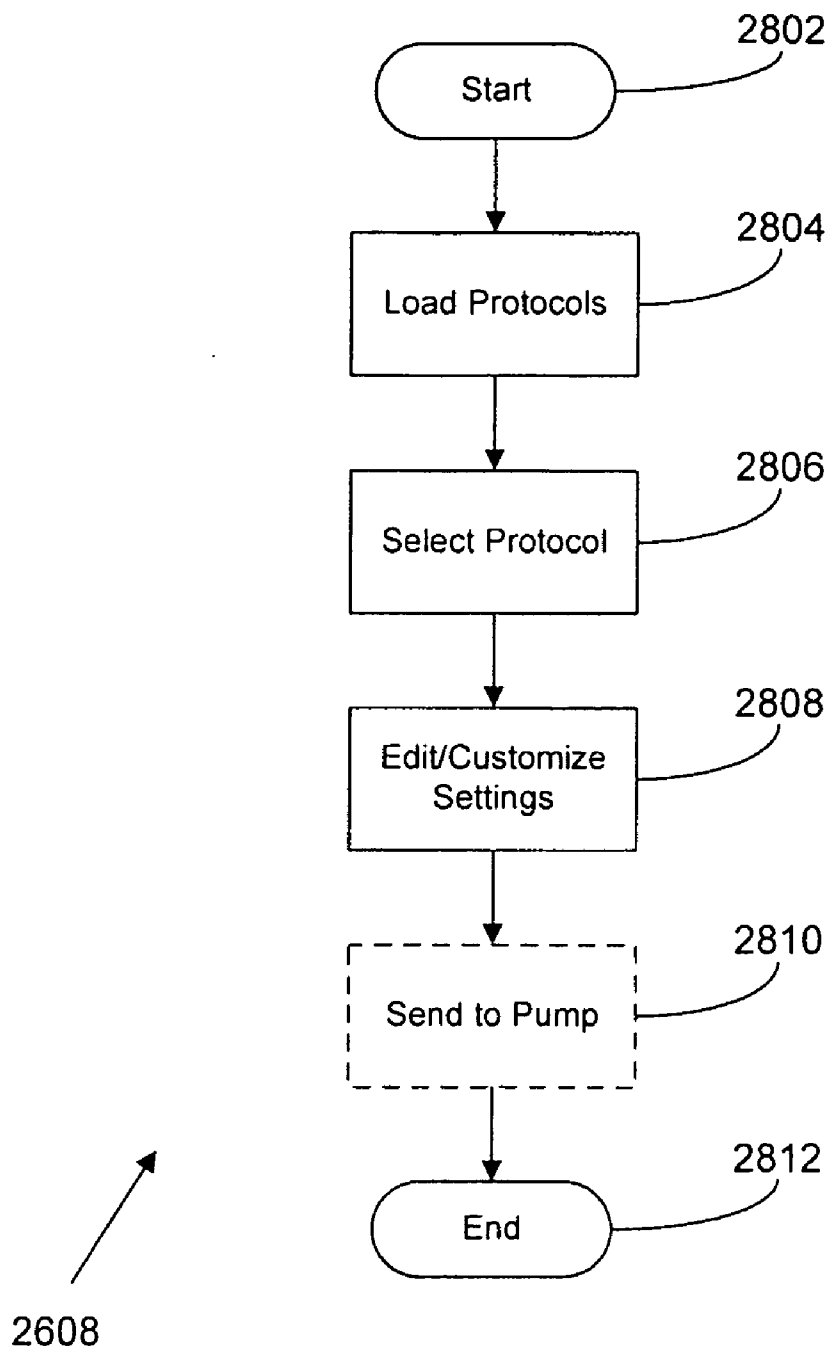 2802
Start
2804
Load Protocols
2806
Select Protocol
2808
Edit/Customize
Settings
2810
Send to Pump
2812
End
2608